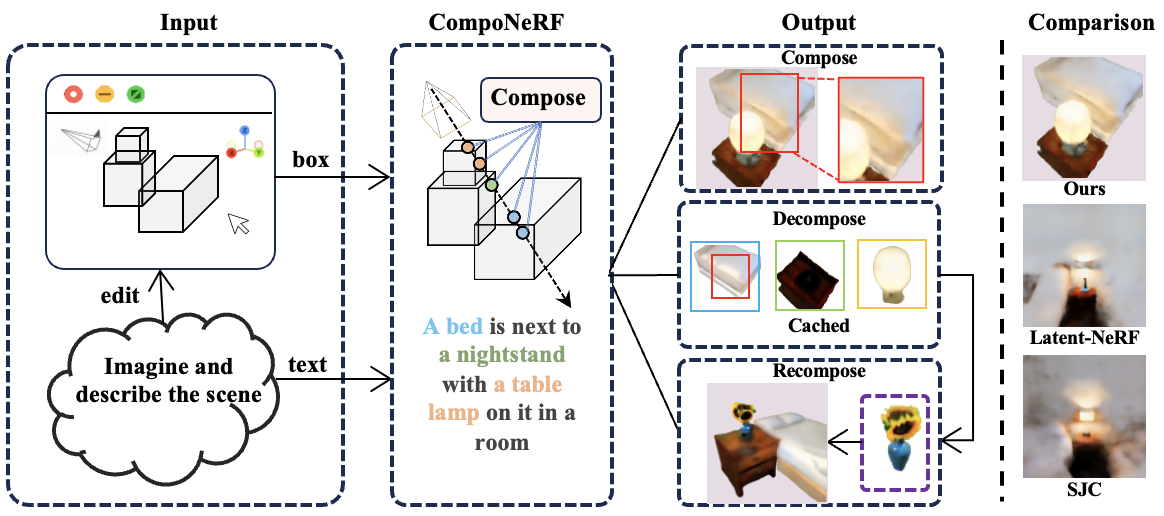 Input
CompoNeRF
Output
Comparison
box
edit
Imagine and
describe the scene
text
Compose
A bed is next to
a nightstand
with a table
lamp on it in a
room
Compose
Decompose
Cached
Recompose
Ours
Latent-NeRF
SJC
Z
X
Y